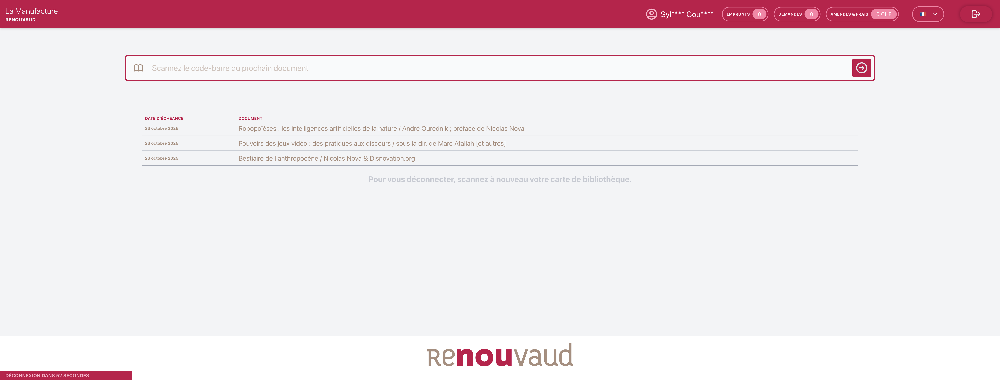 La Manufacture
RENOUVAUD
Syl**** Cou****
EMPRUNTS 0
DEMANDES 0
AMENDES & FRAIS 0 CHF
Scannez le code-barre du prochain document
DATE D'ÉCHÉANCE DOCUMENT
23 octobre 2025 Robopoïèses : les intelligences artificielles de la nature / André Ourednik ; préface de Nicolas Nova
23 octobre 2025 Pouvoirs des jeux vidéo : des pratiques aux discours / sous la dir. de Marc Atallah [et autres]
23 octobre 2025 Bestiaire de l'anthropocène / Nicolas Nova & Disnovation.org
Pour vous déconnecter, scannez à nouveau votre carte de bibliothèque.
Renouvaud
DÉCONNEXION DANS 52 SECONDES